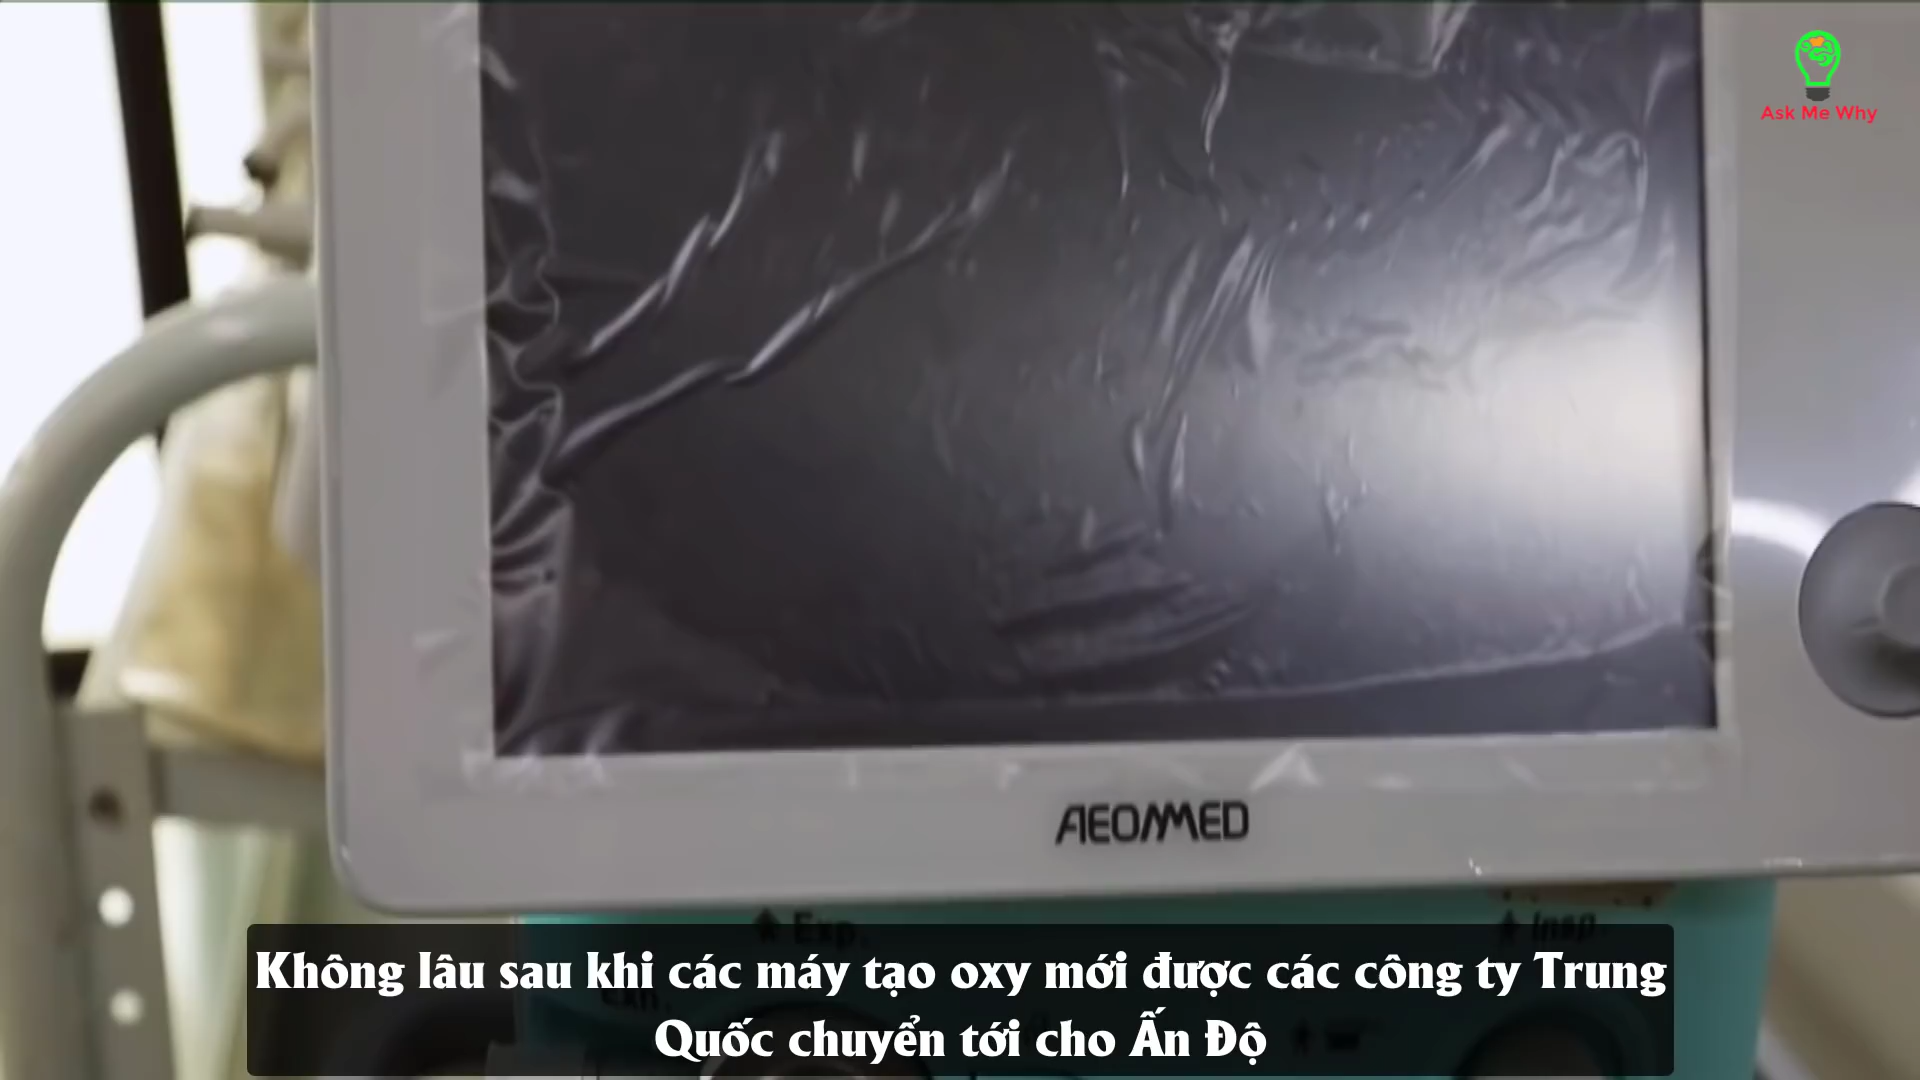 Ask Me Why
AEONMED
Exp.
Insp.
Không lâu sau khi các máy tạo oxy mới được các công ty Trung
Quốc chuyển tới cho Ấn Độ